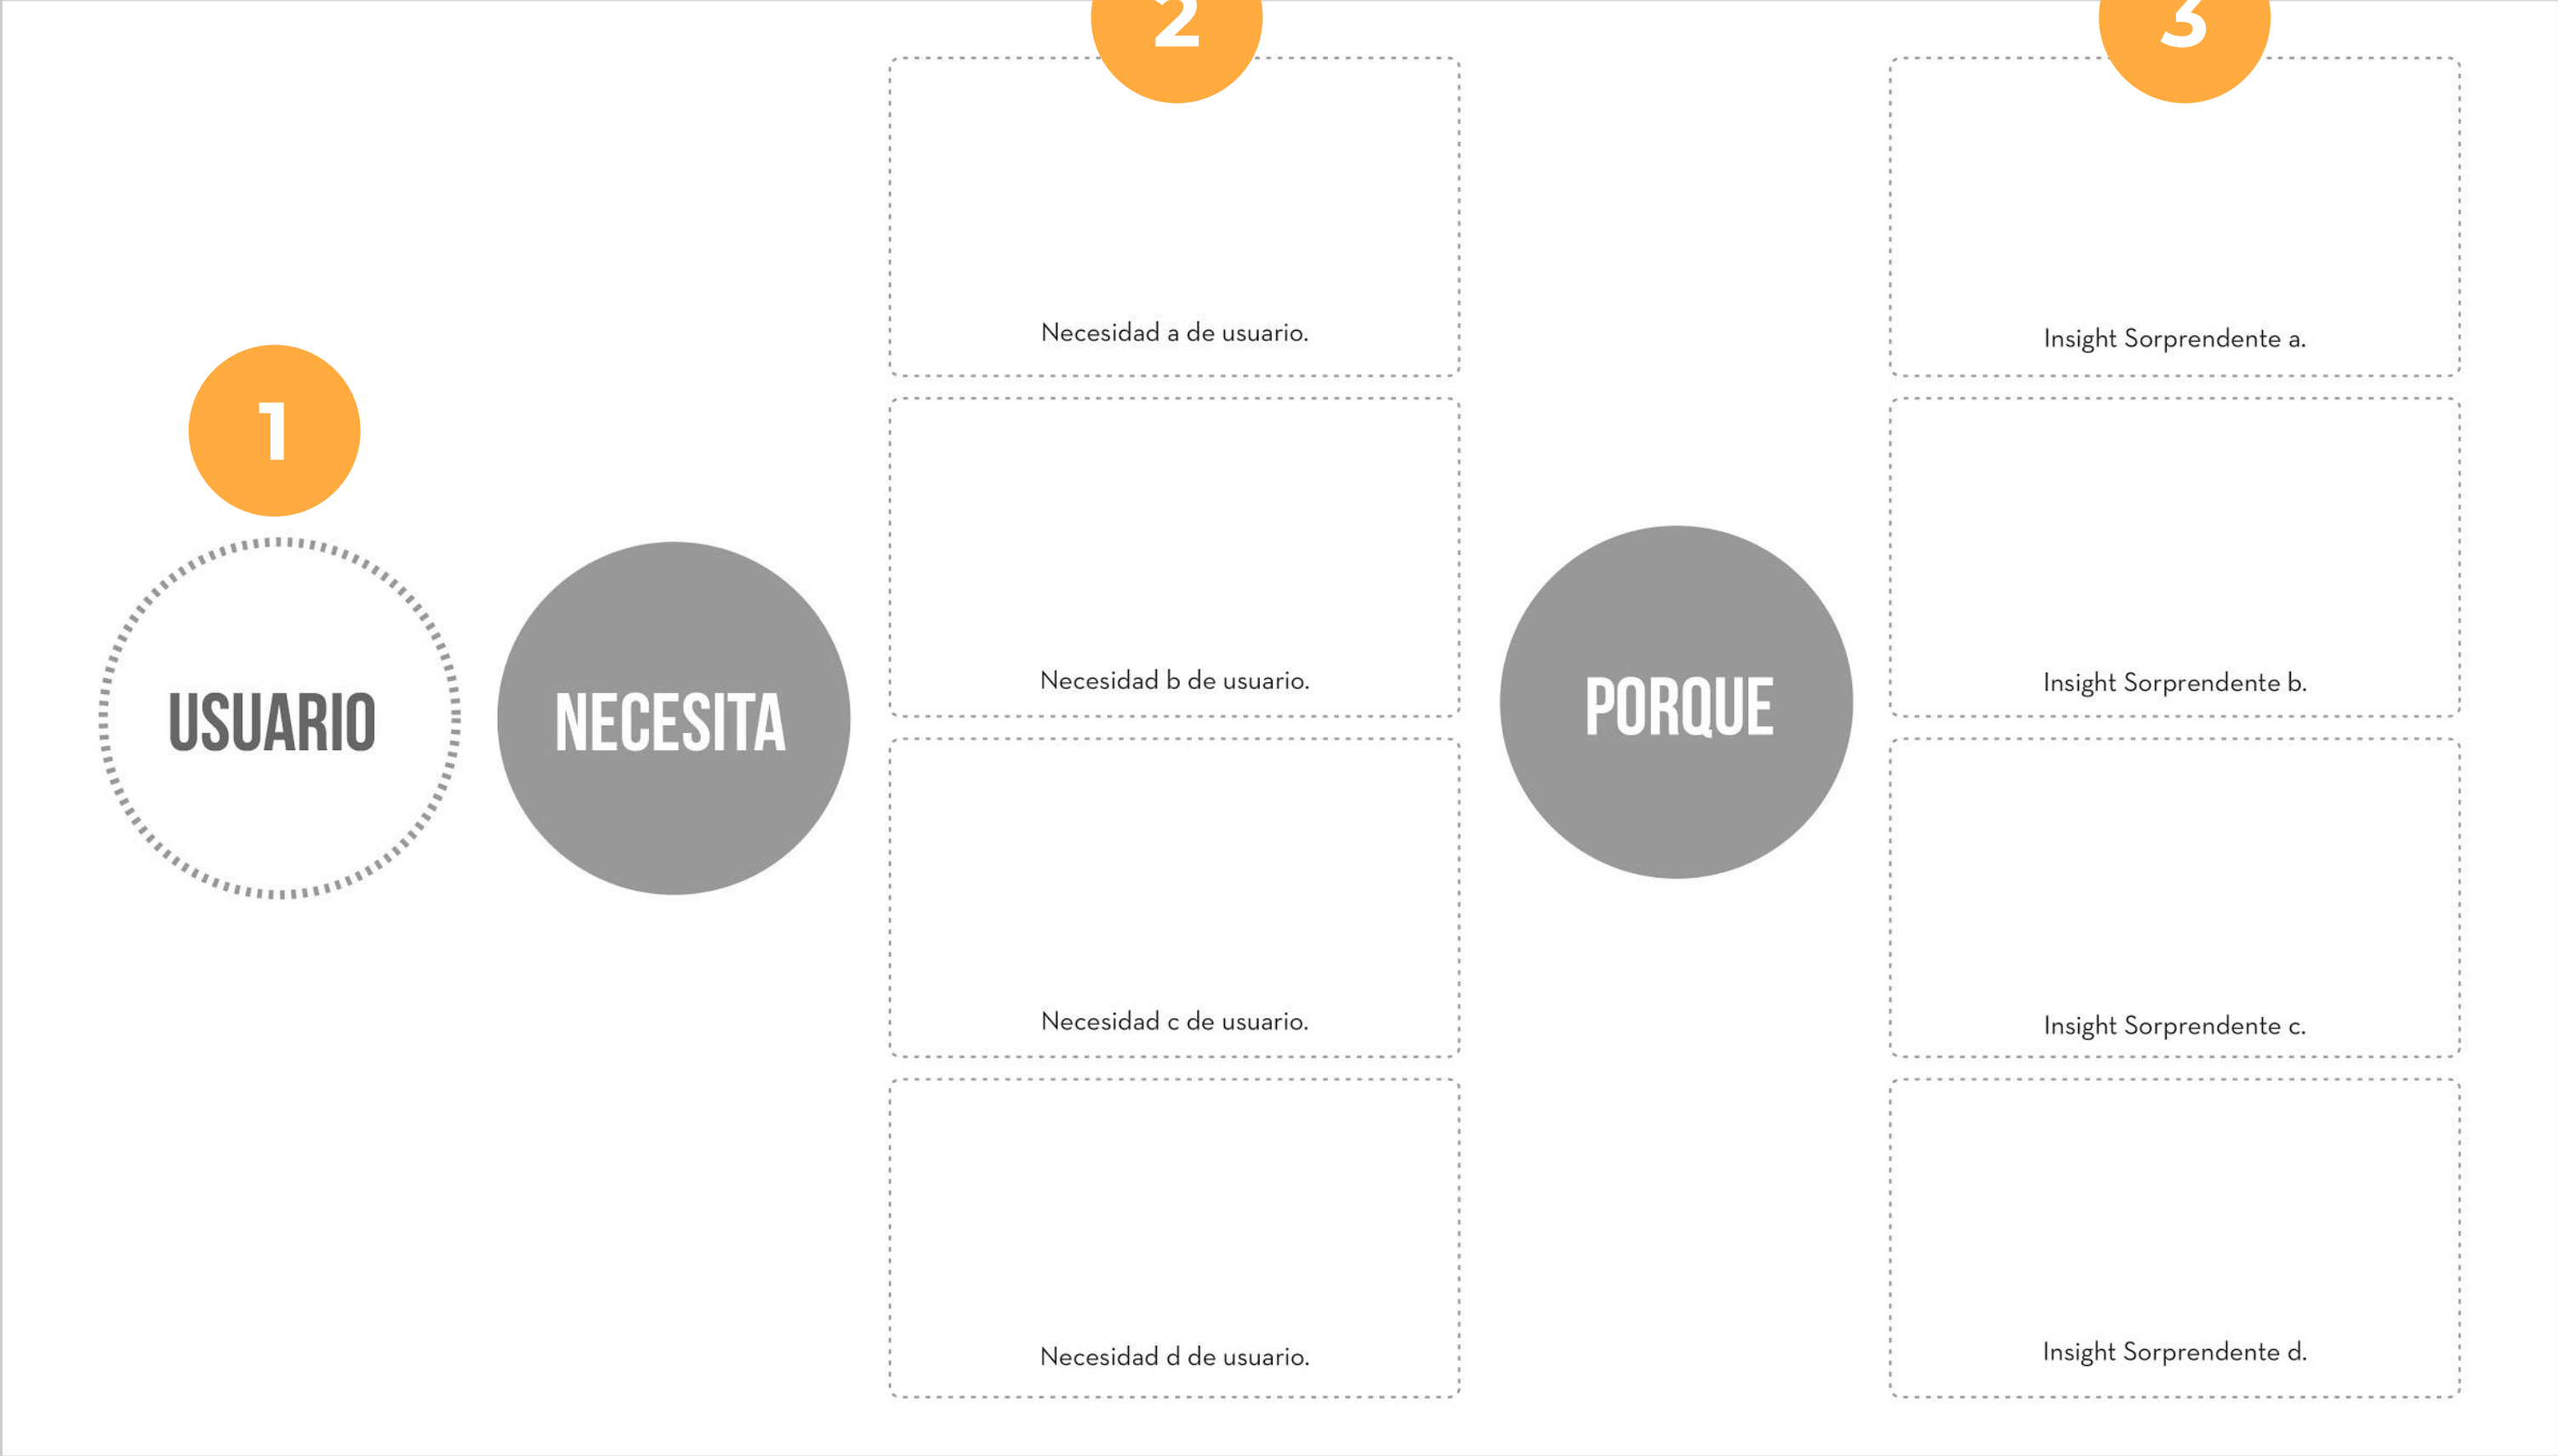 2
3
1
USUARIO
NECESITA
Necesidad a de usuario.
Necesidad b de usuario.
Necesidad c de usuario.
Necesidad d de usuario.
PORQUE
Insight Sorprendente a.
Insight Sorprendente b.
Insight Sorprendente c.
Insight Sorprendente d.